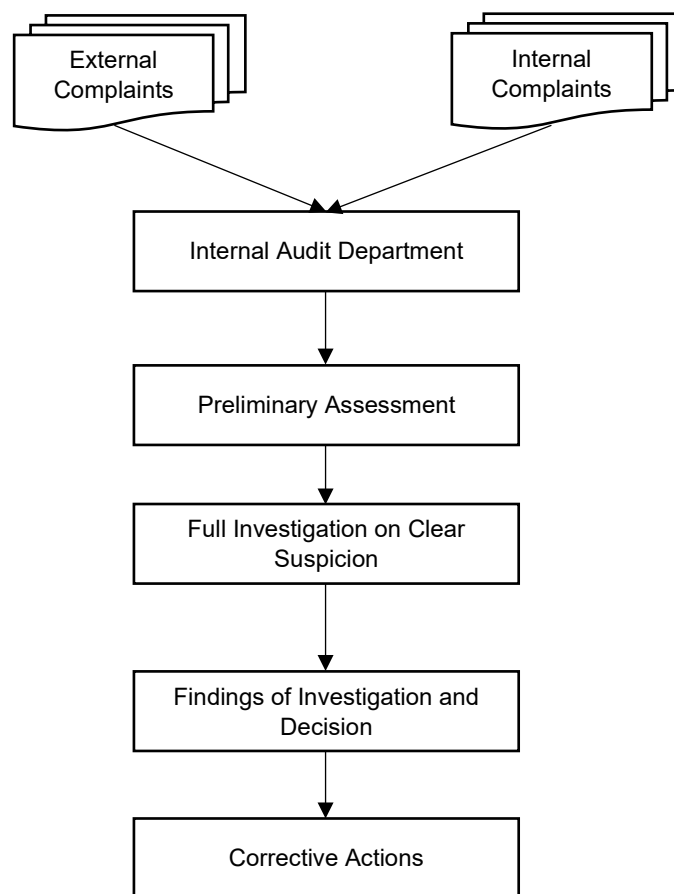 External
Complaints
Internal
Complaints
Internal Audit Department
Preliminary Assessment
Full Investigation on Clear
Suspicion
Findings of Investigation and
Decision
Corrective Actions